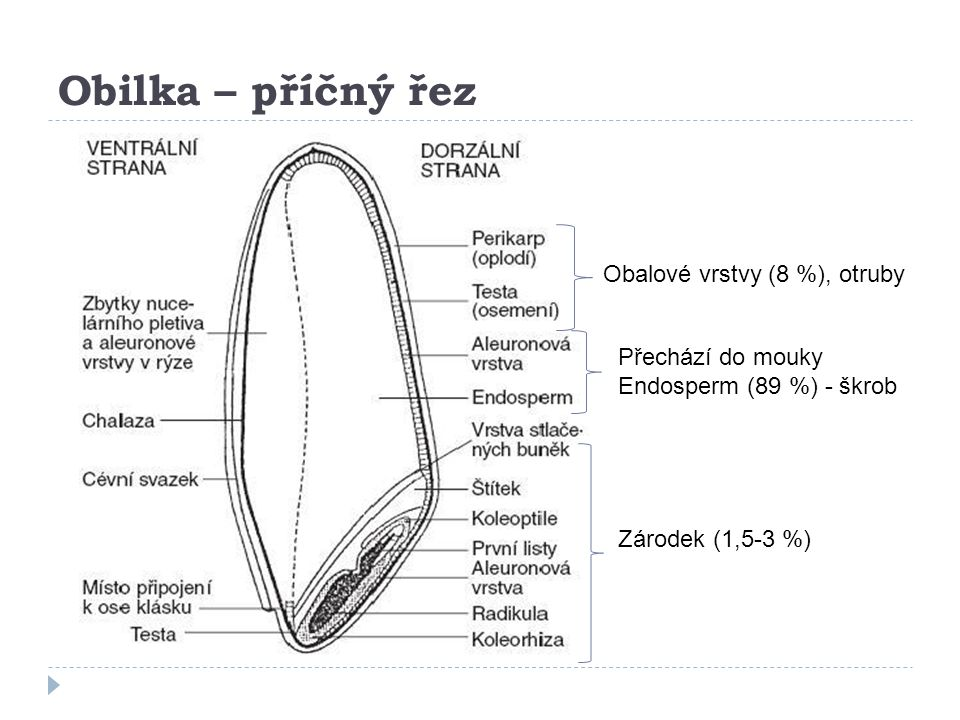 Obilka – příčný řez
VENTRÁLNÍ
STRANA
DORZÁLNÍ
STRANA
Zbytky nuce-
lárního pletiva
a aleuronové
vrstvy v rýze
Chalaza
Cévní svazek
Místo připojení
k ose klásku
Testa
Perikarp
(oplodí)
Testa
(osemení)
Aleuronová
vrstva
Endosperm
Vrstva stlače-
ných buněk
Štítek
Koleoptile
První listy
Aleuronová
vrstva
Radikula
Koleorhiza
Obalové vrstvy (8 %), otruby
Přechází do mouky
Endosperm (89 %) - škrob
Zárodek (1,5-3 %)